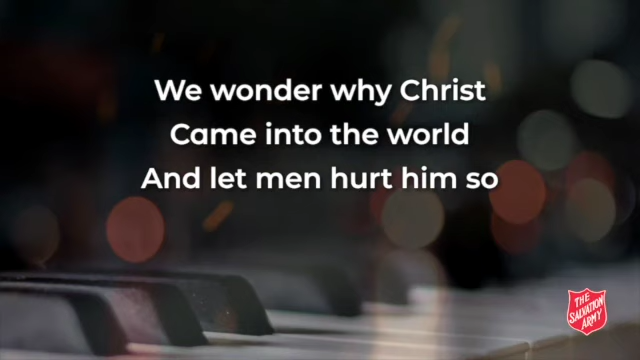 We wonder why Christ
Came into the world
And let men hurt him so
THE
SALVATION
ARMY